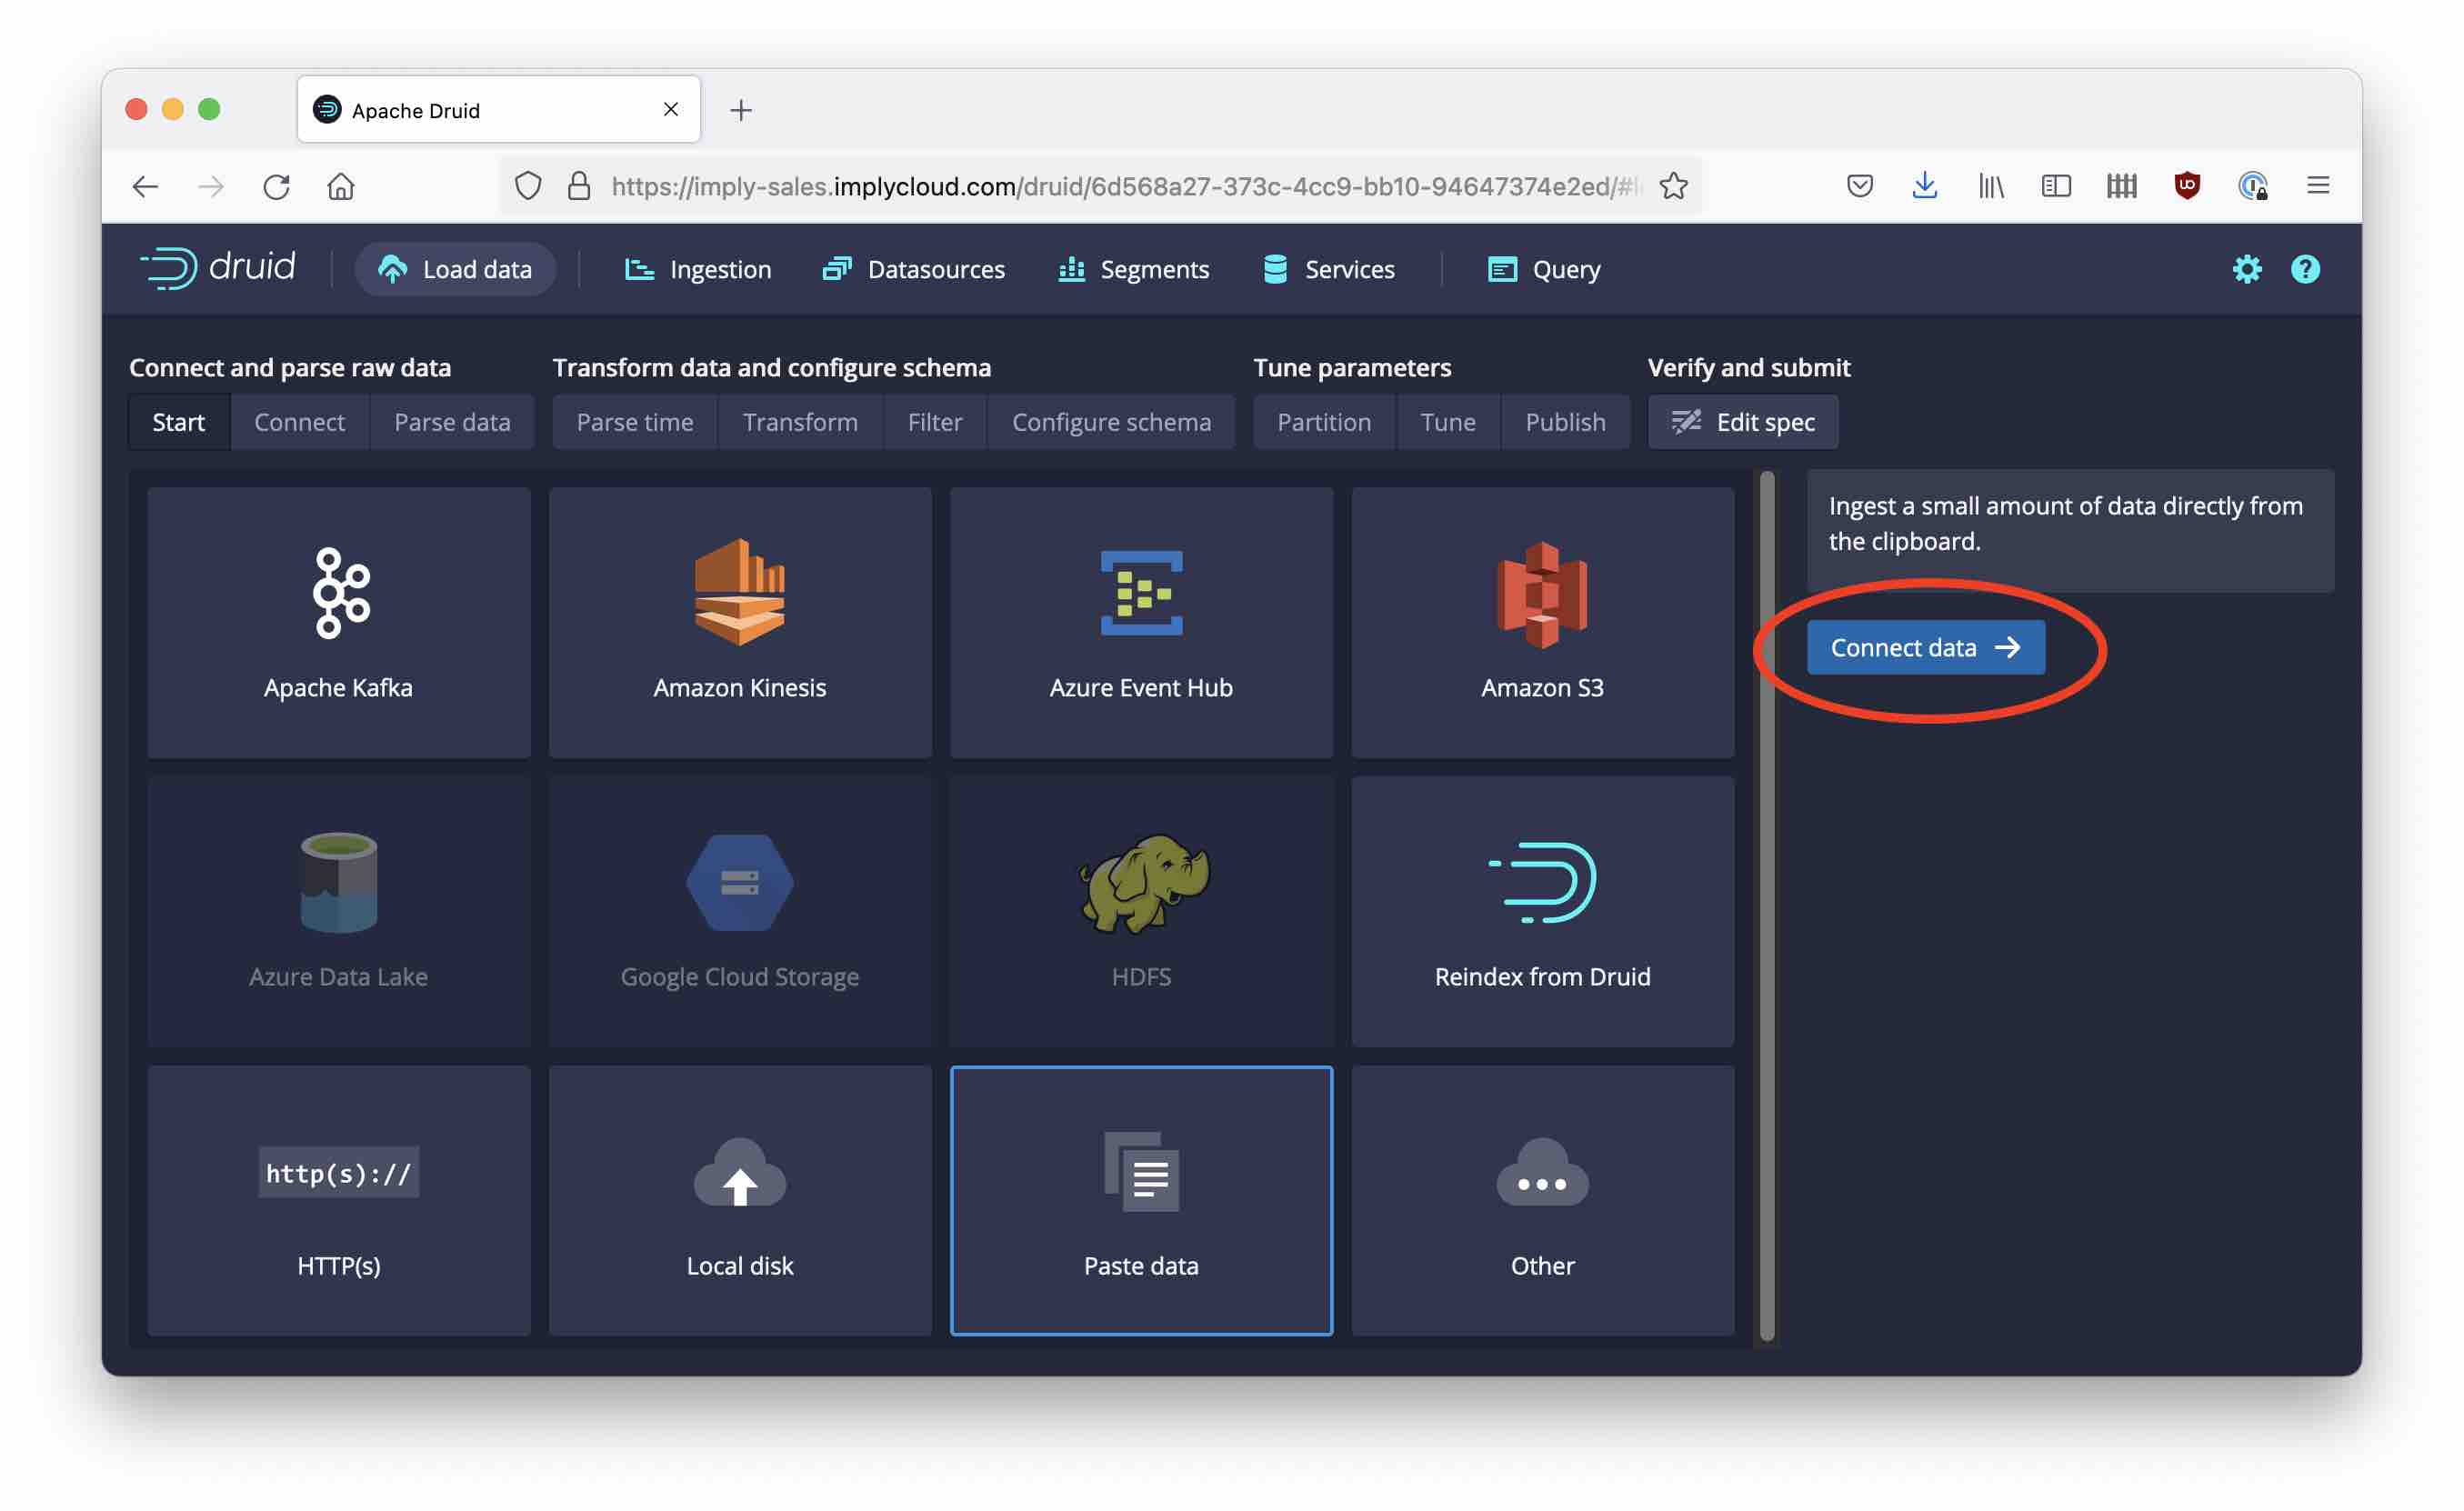 Apache Druid
https://imply-sales.implycloud.com/druid/6d568a27-373c-4cc9-bb10-94647374e2ed/#l
druid Load data Ingestion Datasources Segments Services Query
Connect and parse raw data Transform data and configure schema Tune parameters Verify and submit
Start Connect Parse data Parse time Transform Filter Configure schema Partition Tune Publish Edit spec
Ingest a small amount of data directly from
the clipboard.
Connect data
Apache Kafka Amazon Kinesis Azure Event Hub Amazon S3
Azure Data Lake Google Cloud Storage HDFS Reindex from Druid
http(s)://
HTTP(s) Local disk Paste data Other